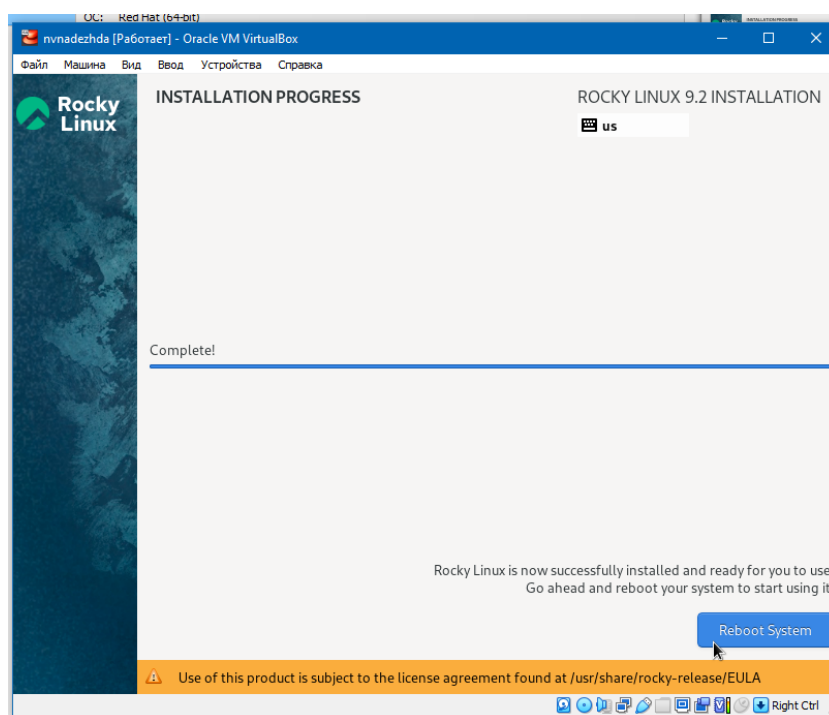 ОС: Red Hat (64-bit)
nvnadezhda [Работает] - Oracle VM VirtualBox
Файл Машина Вид Ввод Устройства Справка
Rocky
Linux
INSTALLATION PROGRESS
ROCKY LINUX 9.2 INSTALLATION
us
Complete!
Rocky Linux is now successfully installed and ready for you to use
Go ahead and reboot your system to start using it
Reboot System
Use of this product is subject to the license agreement found at /usr/share/rocky-release/EULA
Right Ctrl